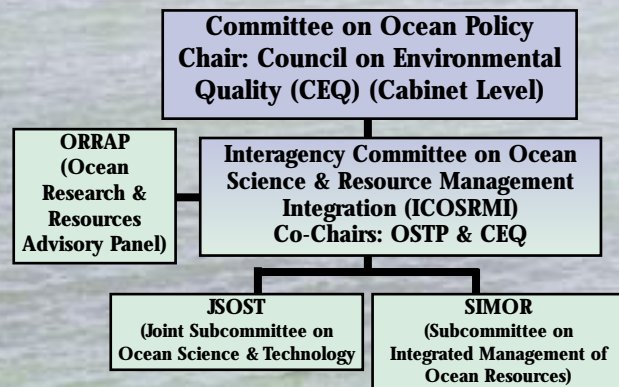 Committee on Ocean Policy
Chair: Council on Environmental
Quality (CEQ) (Cabinet Level)
ORRAP
(Ocean
Research &
Resources
Advisory Panel)
Interagency Committee on Ocean
Science & Resource Management
Integration (ICOSRMI)
Co-Chairs: OSTP & CEQ
JSOST
(Joint Subcommittee on
Ocean Science & Technology
SIMOR
(Subcommittee on
Integrated Management of
Ocean Resources)